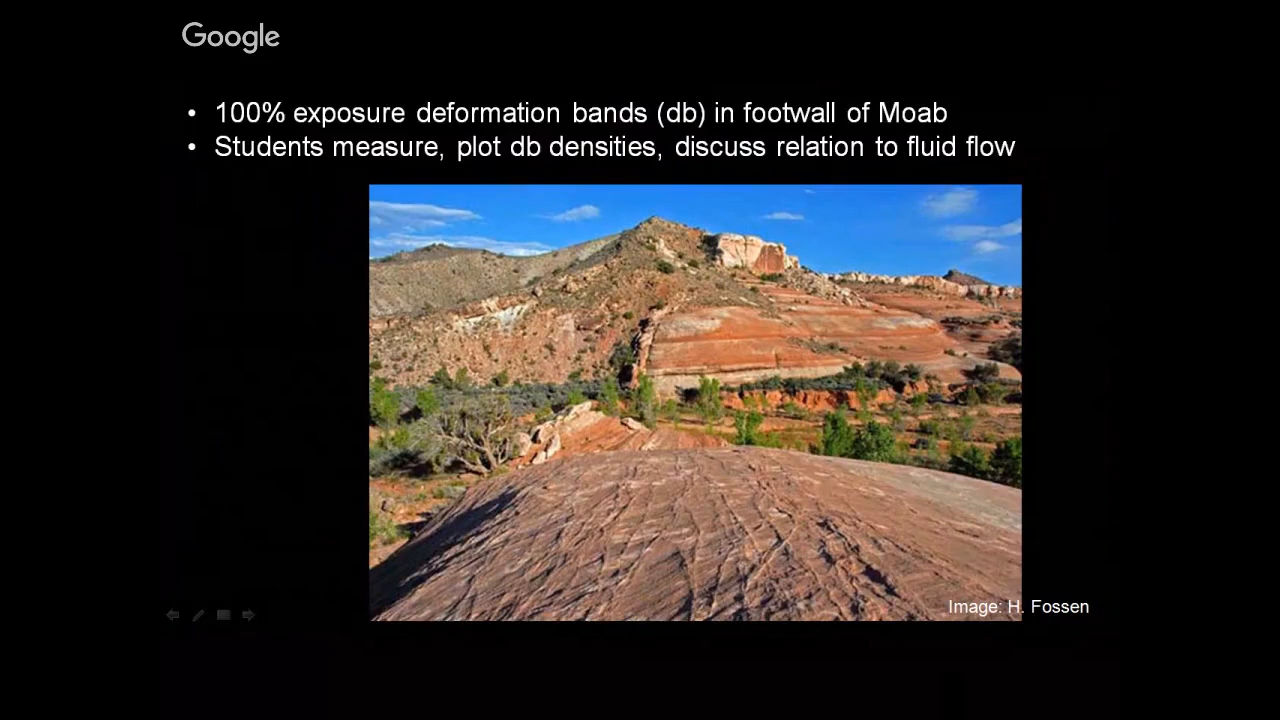 Google
• 100% exposure deformation bands (db) in footwall of Moab
• Students measure, plot db densities, discuss relation to fluid flow
Image: H. Fossen